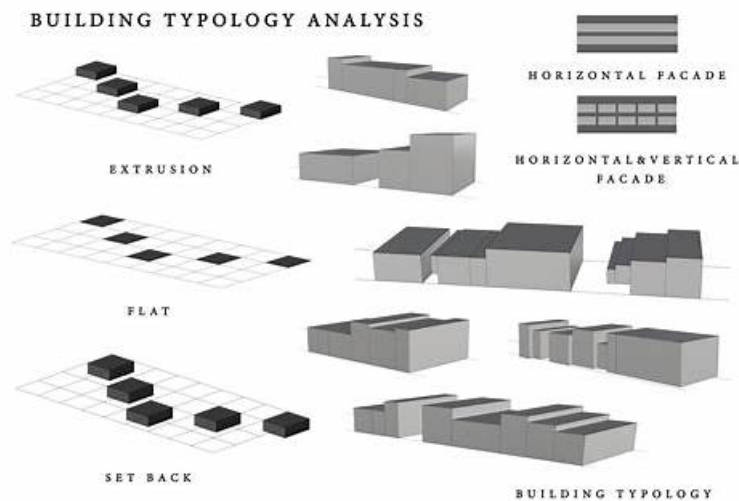 BUILDING TYPOLOGY ANALYSIS
HORIZONTAL FACADE
EXTRUSION
HORIZONTAL&VERTICAL
FACADE
FLAT
SET BACK
BUILDING TYPOLOGY